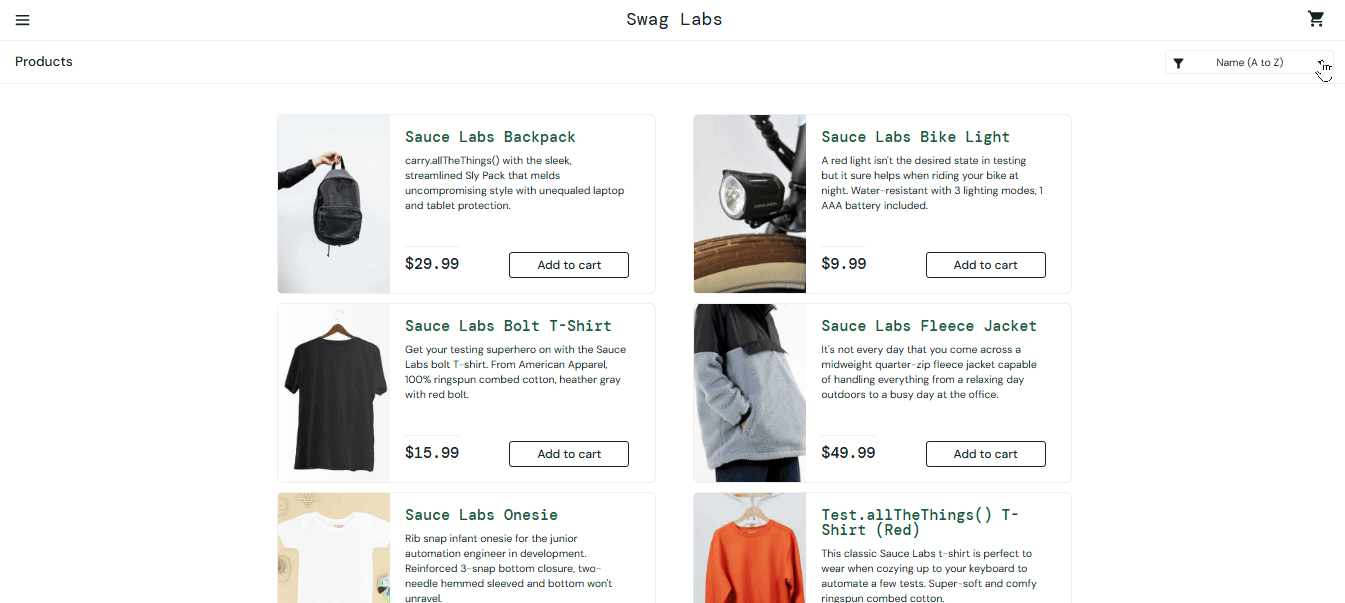 Swag Labs
Products
Name (A to Z)
Sauce Labs Backpack
carry.allTheThings() with the sleek,
streamlined Sly Pack that melds
uncompromising style with unequaled laptop
and tablet protection.
$29.99
Add to cart
Sauce Labs Bike Light
A red light isn't the desired state in testing
but it sure helps when riding your bike at
night. Water-resistant with 3 lighting modes, 1
AAA battery included.
$9.99
Add to cart
Sauce Labs Bolt T-Shirt
Get your testing superhero on with the Sauce
Labs bolt T-shirt. From American Apparel,
100% ringspun combed cotton, heather gray
with red bolt.
$15.99
Add to cart
Sauce Labs Fleece Jacket
It's not every day that you come across a
midweight quarter-zip fleece jacket capable
of handling everything from a relaxing day
outdoors to a busy day at the office.
$49.99
Add to cart
Sauce Labs Onesie
Rib snap infant onesie for the junior
automation engineer in development.
Reinforced 3-snap bottom closure, two-
needle hemmed sleeved and bottom won't
unravel.
Test.allTheThings() T-
Shirt (Red)
This classic Sauce Labs t-shirt is perfect to
wear when cozying up to your keyboard to
automate a few tests. Super-soft and comfy
ringspun combed cotton.